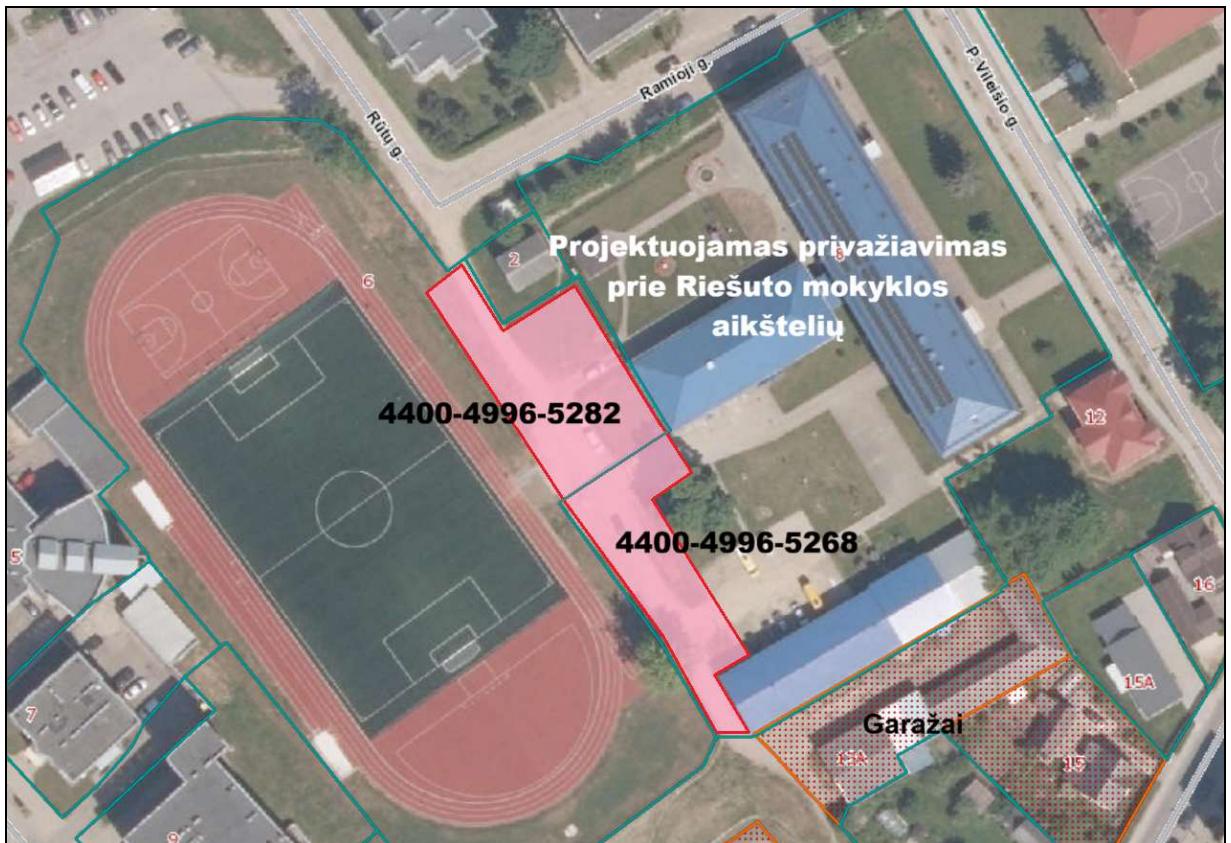 Ramioji g.
Rūtų g.
P. Vileišio g.
2
6
Projektuojamas privažiavimas
8
prie Riešuto mokyklos
aikštelių
4400-4996-5282
12
4400-4996-5268
5
16
15A
7
Garažai
15A
15
9